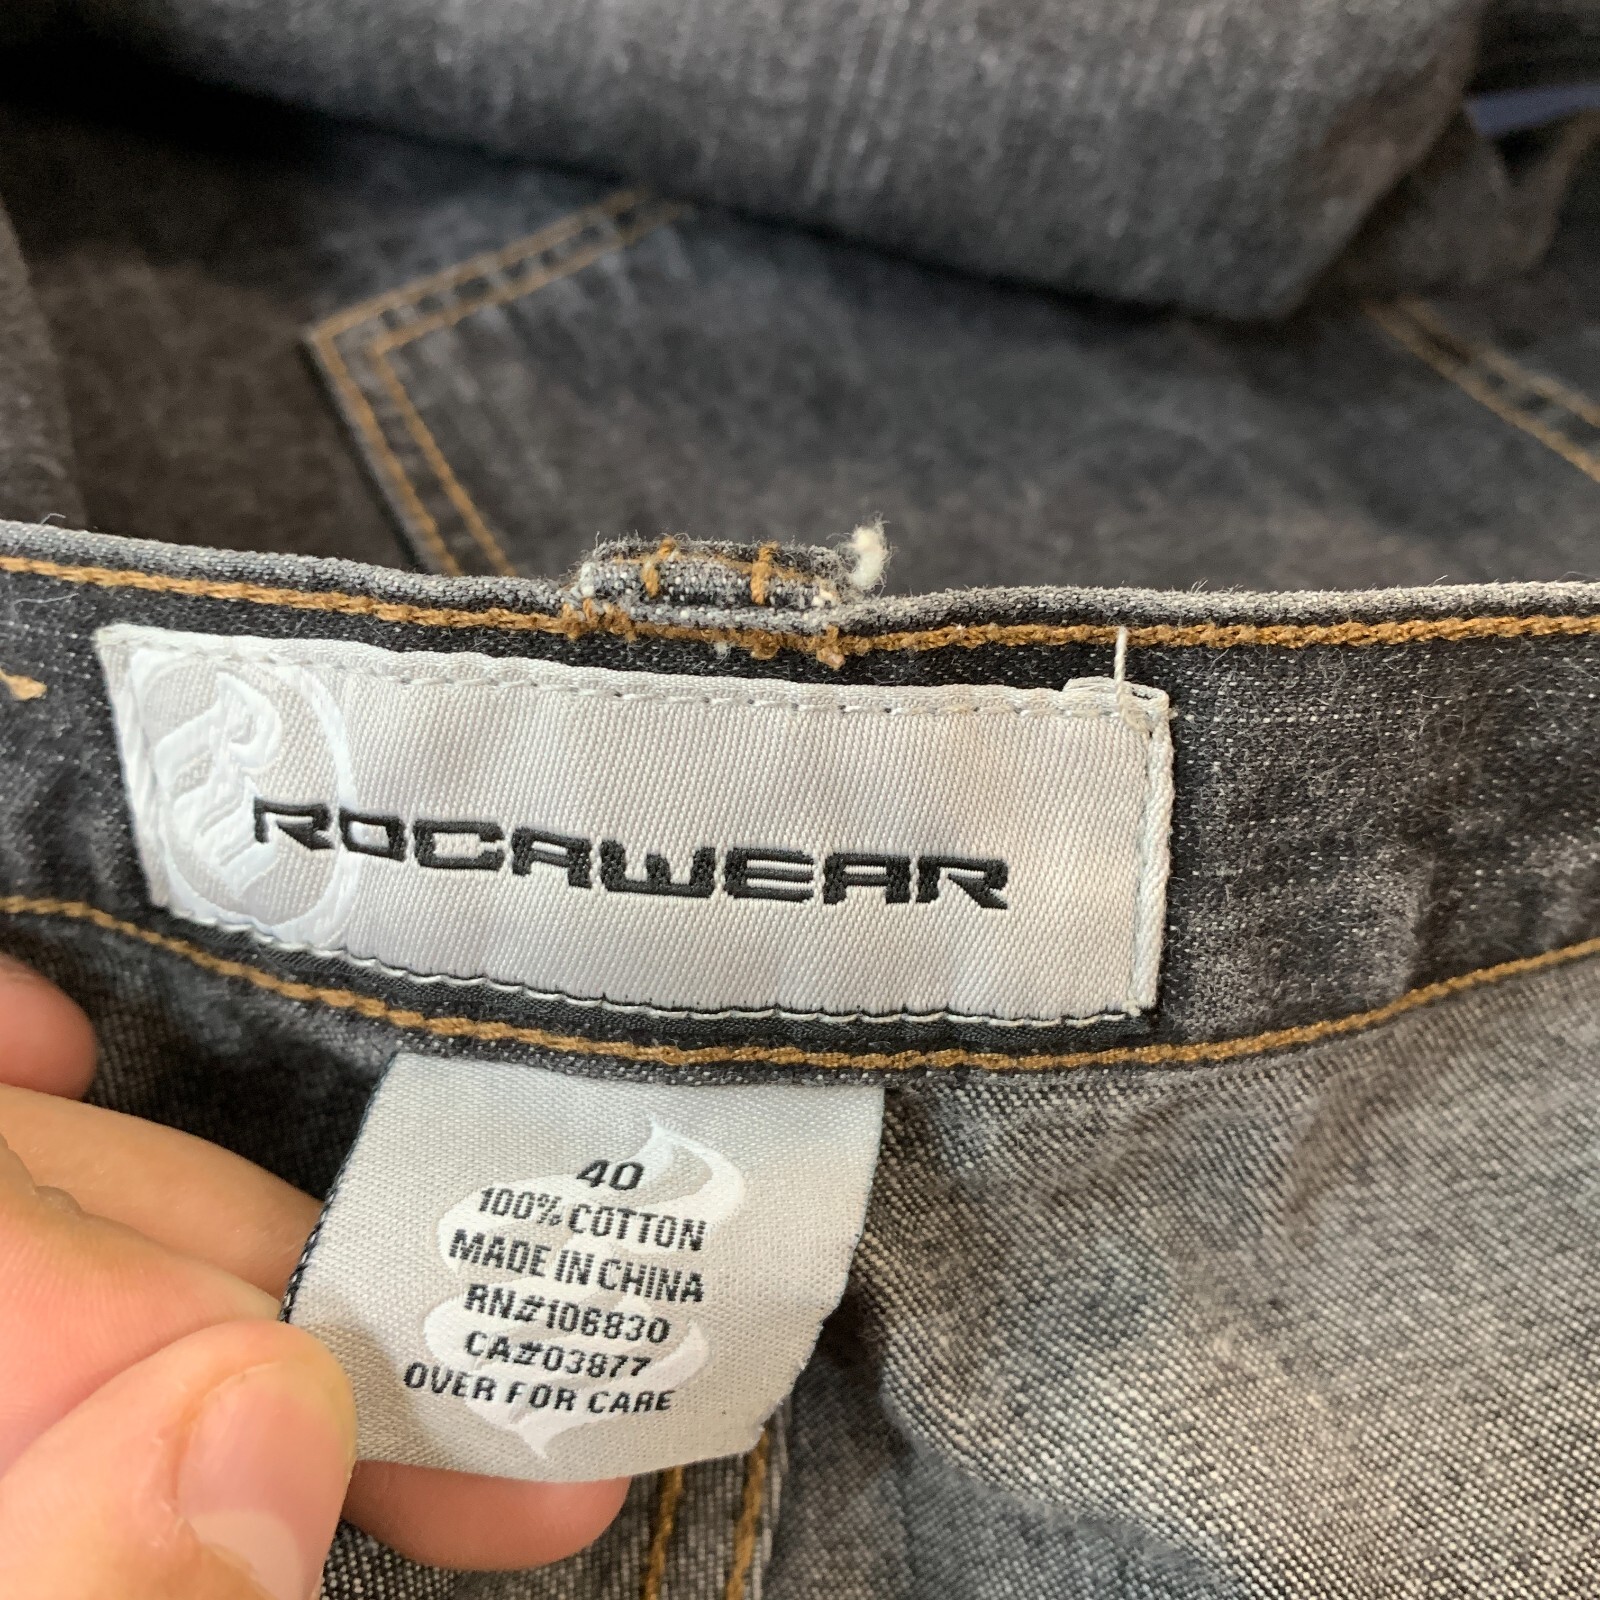 ROCAWEAR
40
100% COTTON
MADE IN CHINA
RN#106830
CA#03877
OVER FOR CARE